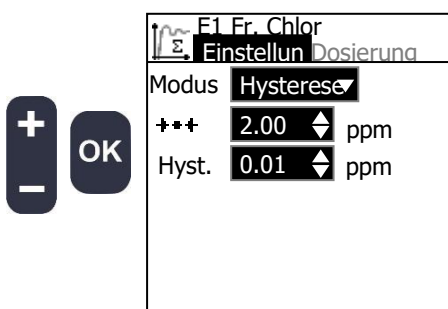 E1 Fr. Chlor
Σ Einstellun Dosierung
Modus Hysterese
+
OK
2.00 ppm
−
Hyst. 0.01 ppm